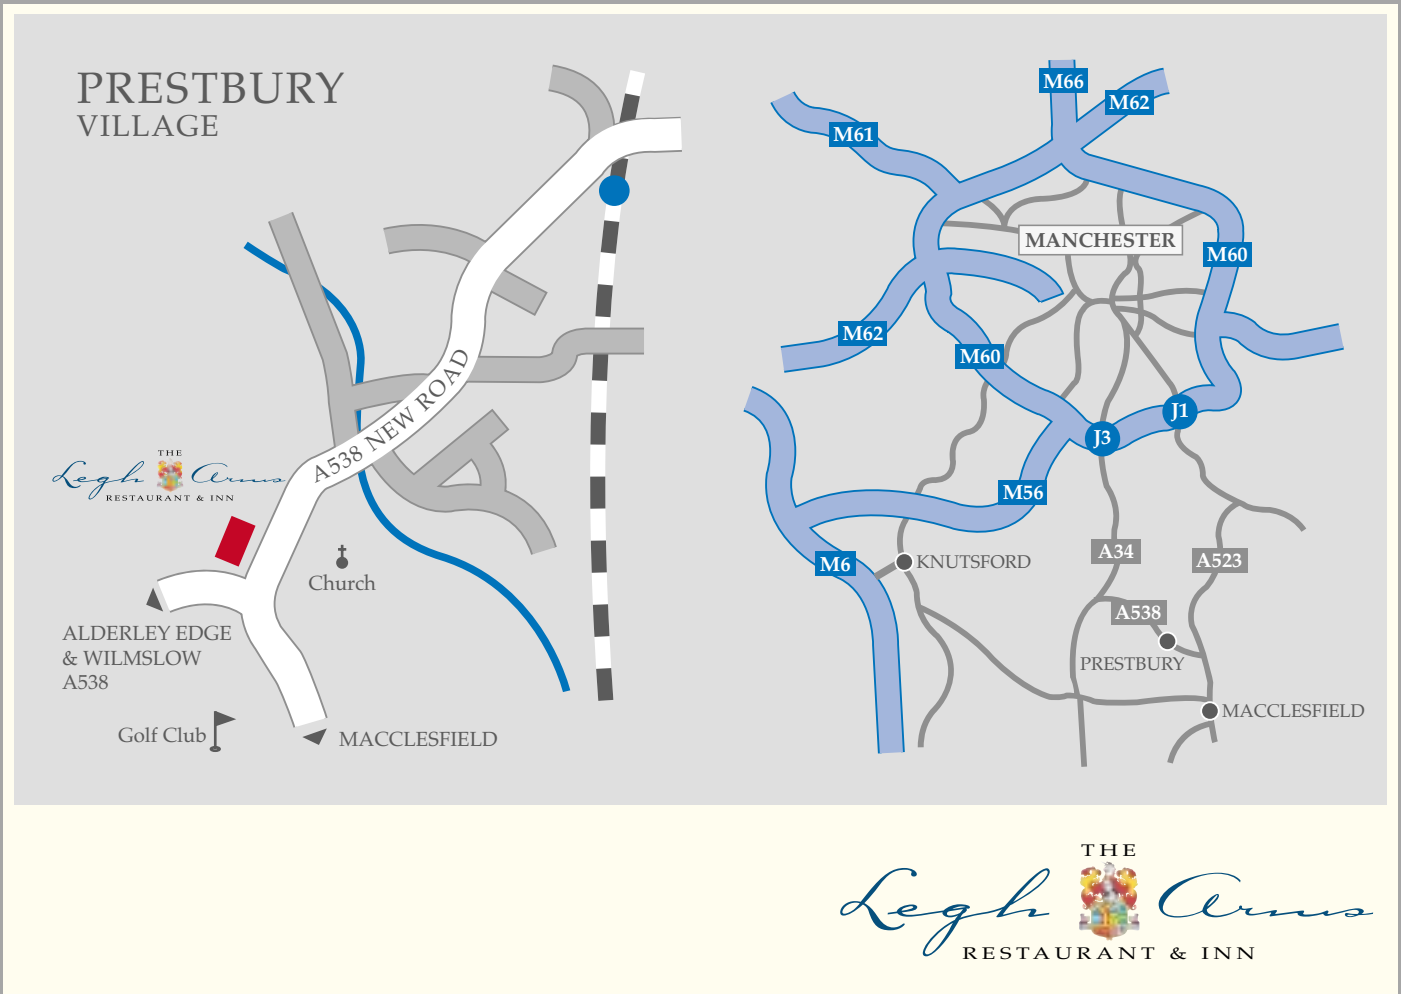 PRESTBURY
VILLAGE
A538 NEW ROAD
THE
Legh Arms
RESTAURANT & INN
Church
ALDERLEY EDGE
& WILMSLOW
A538
Golf Club
MACCLESFIELD
M66
M62
M61
MANCHESTER
M60
M62
M60
J1
J3
M56
M6
KNUTSFORD
A34
A523
A538
PRESTBURY
MACCLESFIELD
THE
Legh Arms
RESTAURANT & INN